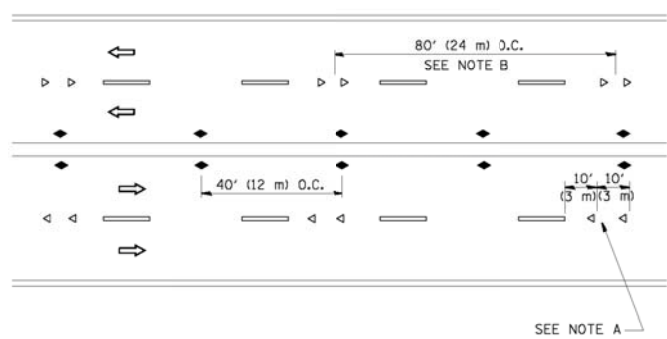 80' (24 m) O.C.
SEE NOTE B
40' (12 m) O.C.
10' 10'
(3 m) (3 m)
SEE NOTE A